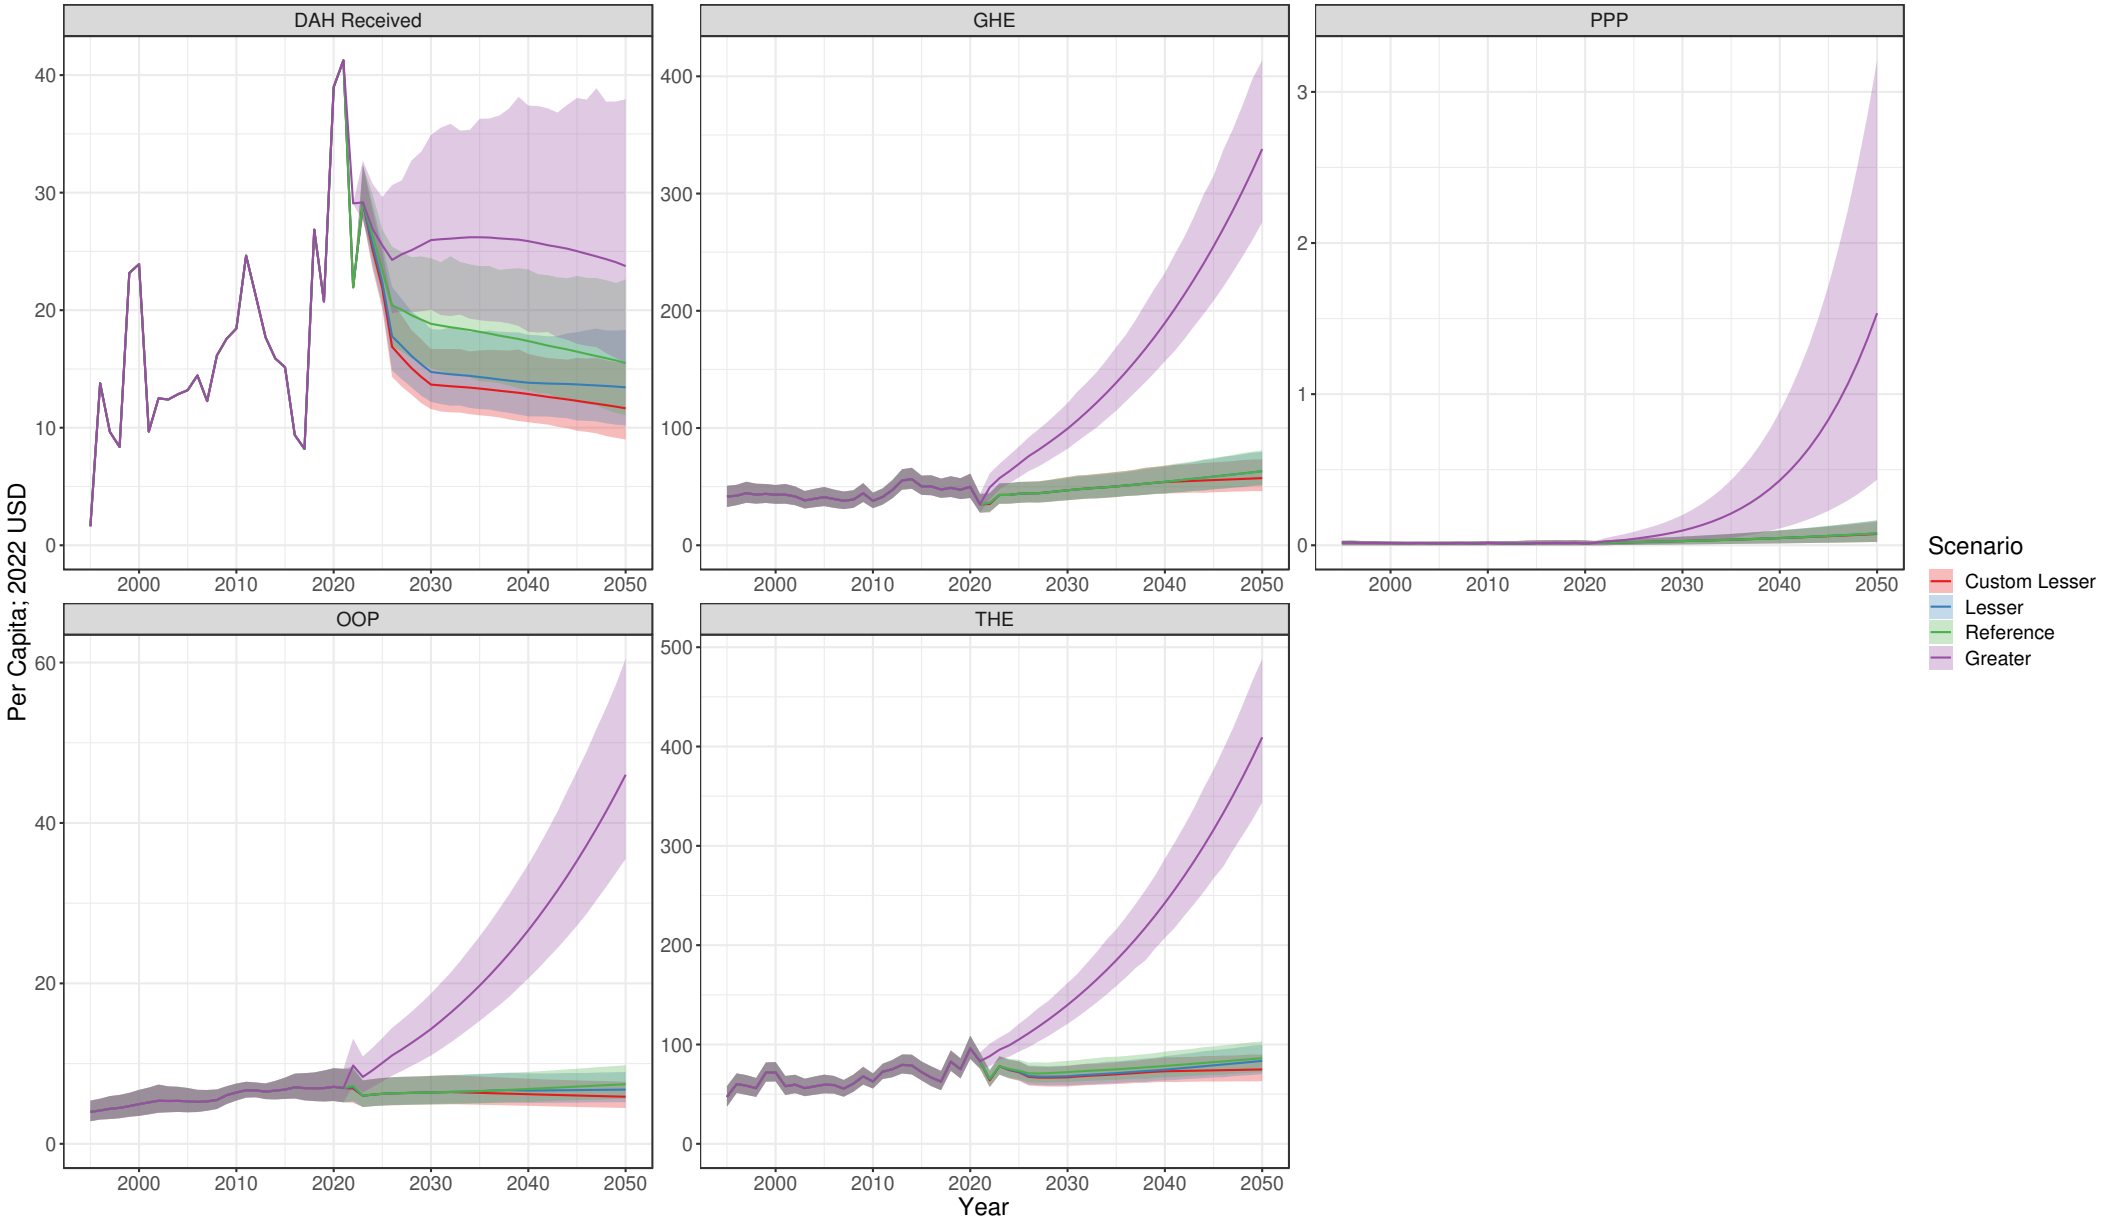 DAH Received
GHE
PPP
40
30
20
10
0
400
300
200
100
0
3
2
1
0
2000 2010 2020 2030 2040 2050
2000 2010 2020 2030 2040 2050
2000 2010 2020 2030 2040 2050
OOP
THE
60
40
20
0
500
400
300
200
100
0
2000 2010 2020 2030 2040 2050
2000 2010 2020 2030 2040 2050
Per Capita; 2022 USD
Year
Scenario
Custom Lesser
Lesser
Reference
Greater